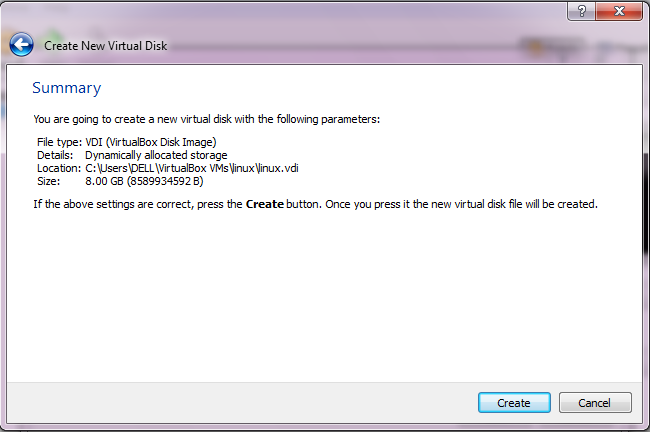 Create New Virtual Disk
Summary
You are going to create a new virtual disk with the following parameters:
File type: VDI (VirtualBox Disk Image)
Details: Dynamically allocated storage
Location: C:\Users\DELL\VirtualBox VMs\linux\linux.vdi
Size: 8.00 GB (8589934592 B)
If the above settings are correct, press the Create button. Once you press it the new virtual disk file will be created.
Create Cancel